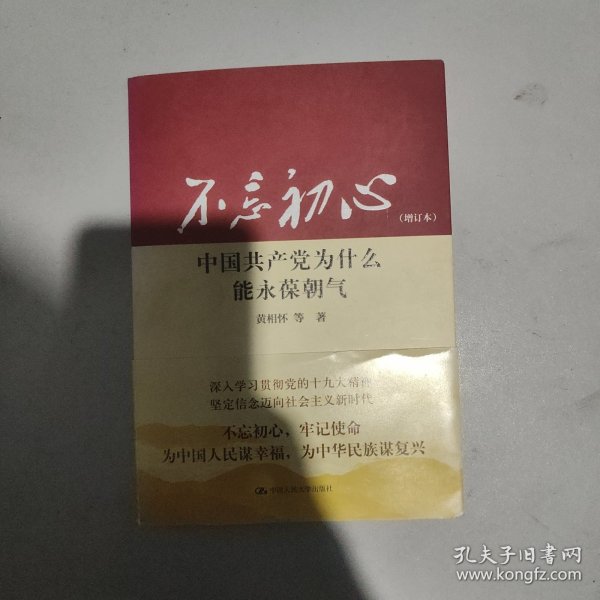 不忘初心
（增订本）
中国共产党为什么
能永葆朝气
黄相怀 等 著
深入学习贯彻党的十九大精神
坚定信念迈向社会主义新时代
不忘初心，牢记使命
为中国人民谋幸福，为中华民族谋复兴
中国人民大学出版社
孔夫子旧书网
www.kongfz.com